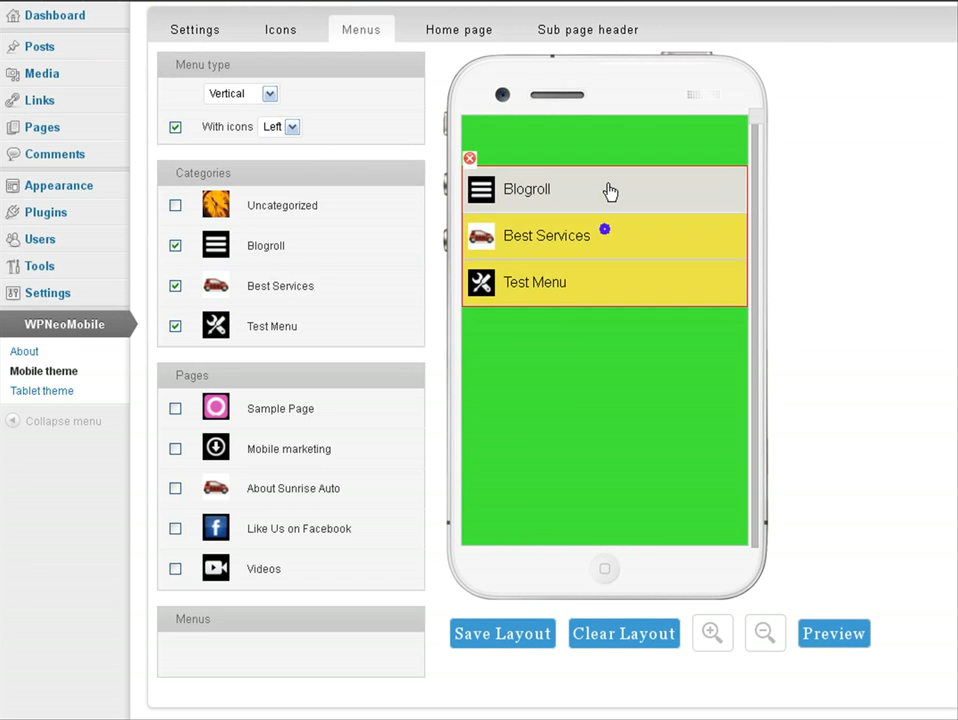 Dashboard
Posts
Media
Links
Pages
Comments
Appearance
Plugins
Users
Tools
Settings
WPNeoMobile
About
Mobile theme
Tablet theme
Collapse menu
Settings Icons Menus Home page Sub page header
Menu type
Vertical
With icons Left
Categories
Uncategorized
Blogroll
Best Services
Test Menu
Pages
Sample Page
Mobile marketing
About Sunrise Auto
Like Us on Facebook
Videos
Menus
Blogroll
Best Services
Test Menu
Save Layout Clear Layout Preview